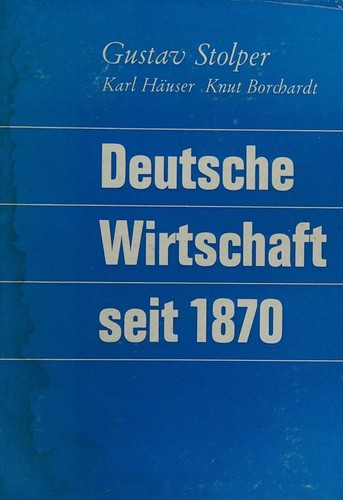 Gustav Stolper
Karl Häuser Knut Borchardt
Deutsche
Wirtschaft
seit 1870